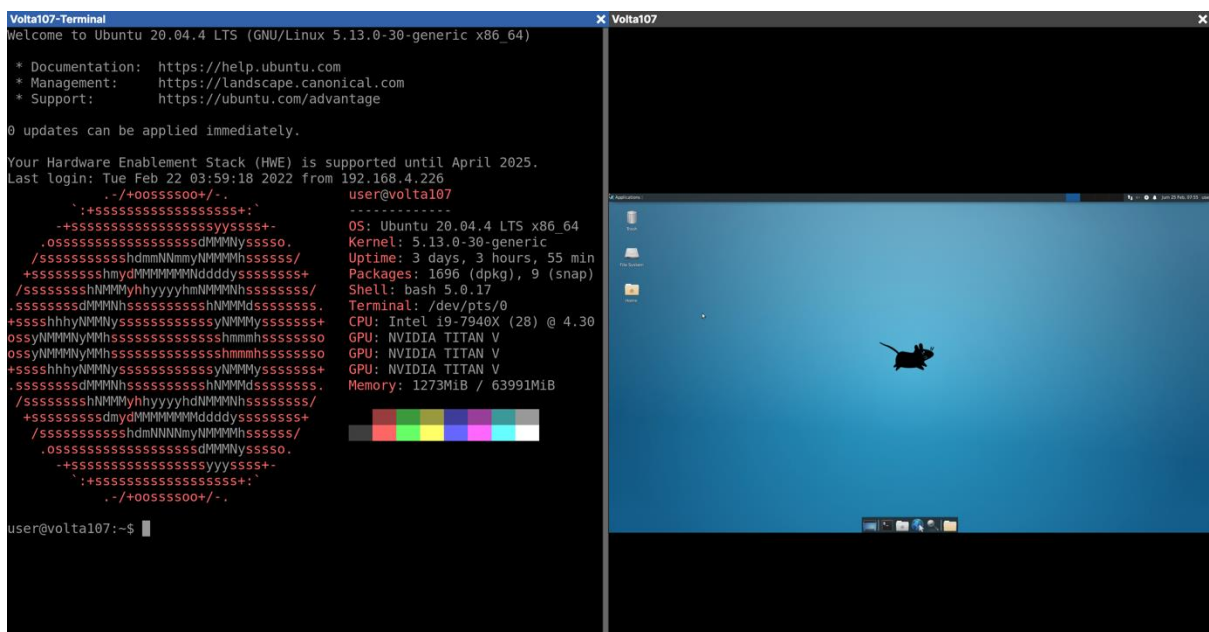 Volta107-Terminal
Welcome to Ubuntu 20.04.4 LTS (GNU/Linux 5.13.0-30-generic x86_64)
* Documentation: https://help.ubuntu.com
* Management: https://landscape.canonical.com
* Support: https://ubuntu.com/advantage
0 updates can be applied immediately.
Your Hardware Enablement Stack (HWE) is supported until April 2025.
Last login: Tue Feb 22 03:59:18 2022 from 192.168.4.226
user@volta107
-------------
OS: Ubuntu 20.04.4 LTS x86_64
Kernel: 5.13.0-30-generic
Uptime: 3 days, 3 hours, 55 min
Packages: 1696 (dpkg), 9 (snap)
Shell: bash 5.0.17
Terminal: /dev/pts/0
CPU: Intel i9-7940X (28) @ 4.30
GPU: NVIDIA TITAN V
GPU: NVIDIA TITAN V
GPU: NVIDIA TITAN V
Memory: 1273MiB / 63991MiB
user@volta107:~$
Volta107
Applications
Trash
File System
Home